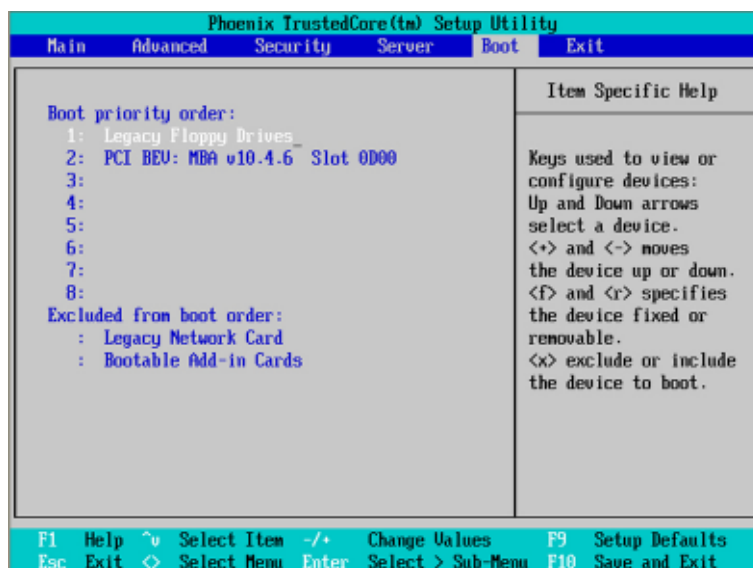 Phoenix TrustedCore(tm) Setup Utility
Main Advanced Security Server Boot Exit
Item Specific Help
Boot priority order:
1: Legacy Floppy Drives_
2: PCI BEV: MBA v10.4.6 Slot 0D00
3:
4:
5:
6:
7:
8:
Excluded from boot order:
: Legacy Network Card
: Bootable Add-in Cards
Keys used to view or
configure devices:
Up and Down arrows
select a device.
<+> and <-> moves
the device up or down.
<f> and <r> specifies
the device fixed or
removable.
<x> exclude or include
the device to boot.
F1 Help ^v Select Item -/+ Change Values F9 Setup Defaults
Esc Exit <> Select Menu Enter Select > Sub-Menu F10 Save and Exit